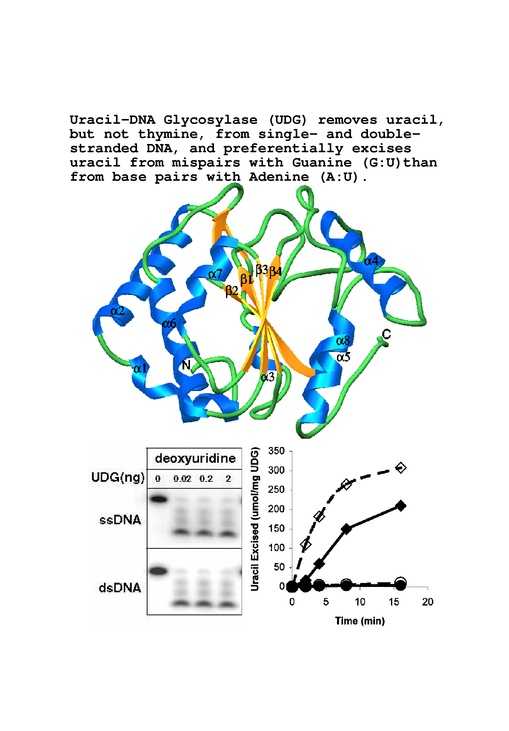 Uracil-DNA Glycosylase (UDG) removes uracil,
but not thymine, from single- and double-
stranded DNA, and preferentially excises
uracil from mispairs with Guanine (G:U)than
from base pairs with Adenine (A:U).
α4
β3 β4
α7 β1
β2
α2
α6
C
α8
α5
N
α1
α3
deoxyuridine
UDG(ng) 0 0.02 0.2 2
ssDNA
dsDNA
Uracil Excised (umol/mg UDG)
350
300
250
200
150
100
50
0
0 5 10 15 20
Time (min)